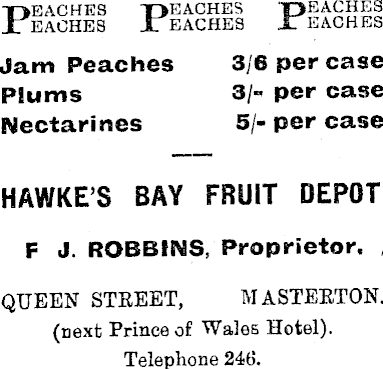 PEACHES PEACHES PEACHES
PEACHES PEACHES PEACHES
Jam Peaches 3/6 per case
Plums 3/- per case
Nectarines 5/- per case
HAWKE'S BAY FRUIT DEPOT
F J. ROBBINS, Proprietor.
QUEEN STREET, MASTERTON.
(next Prince of Wales Hotel).
Telephone 246.